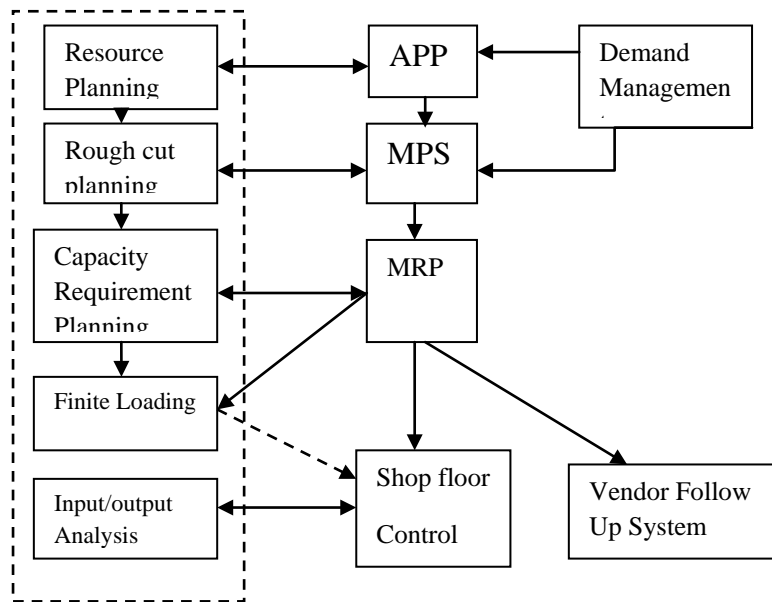 Resource
Planning
APP
Demand
Managemen
Rough cut
planning
MPS
Capacity
Requirement
Planning
MRP
Finite Loading
Shop floor
Control
Input/output
Analysis
Vendor Follow
Up System